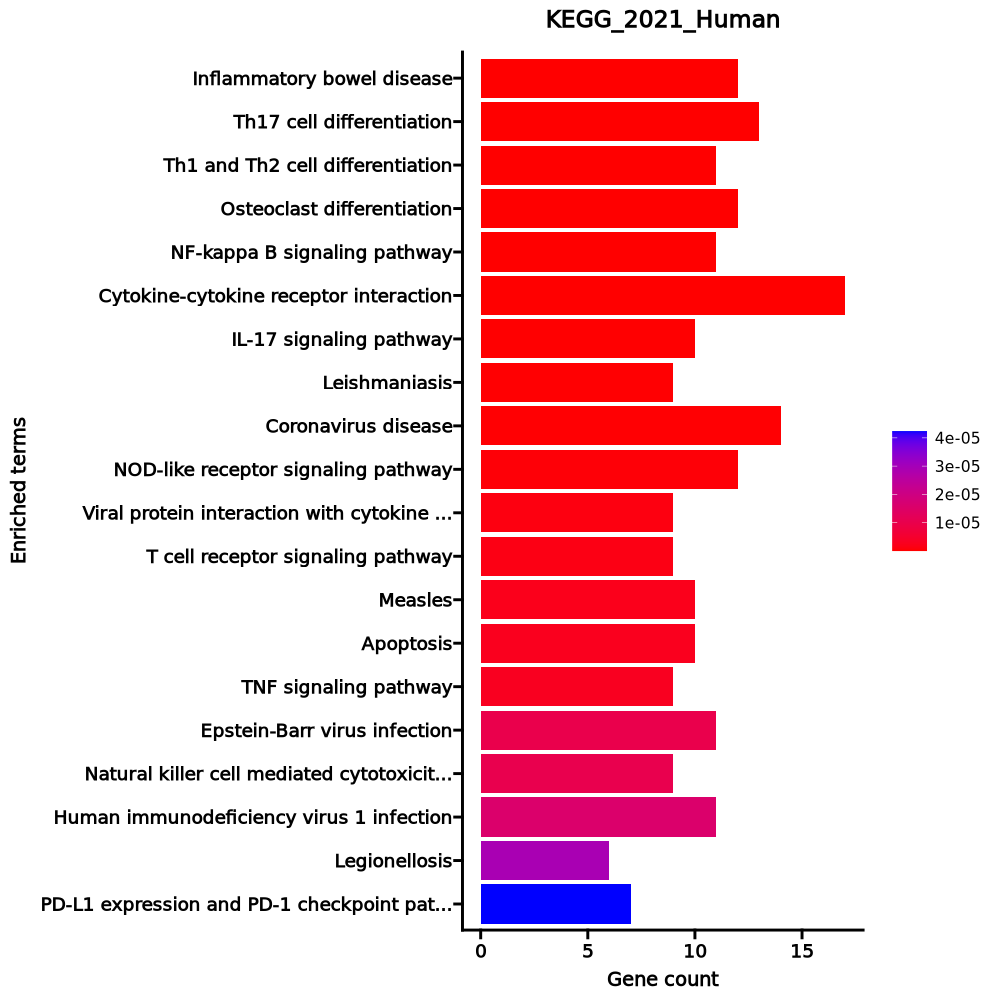 KEGG_2021_Human
Inflammatory bowel disease
Th17 cell differentiation
Th1 and Th2 cell differentiation
Osteoclast differentiation
NF-kappa B signaling pathway
Cytokine-cytokine receptor interaction
IL-17 signaling pathway
Leishmaniasis
Coronavirus disease
NOD-like receptor signaling pathway
Viral protein interaction with cytokine ...
T cell receptor signaling pathway
Measles
Apoptosis
TNF signaling pathway
Epstein-Barr virus infection
Natural killer cell mediated cytotoxicit...
Human immunodeficiency virus 1 infection
Legionellosis
PD-L1 expression and PD-1 checkpoint pat...
Enriched terms
0 5 10 15
Gene count
4e-05
3e-05
2e-05
1e-05